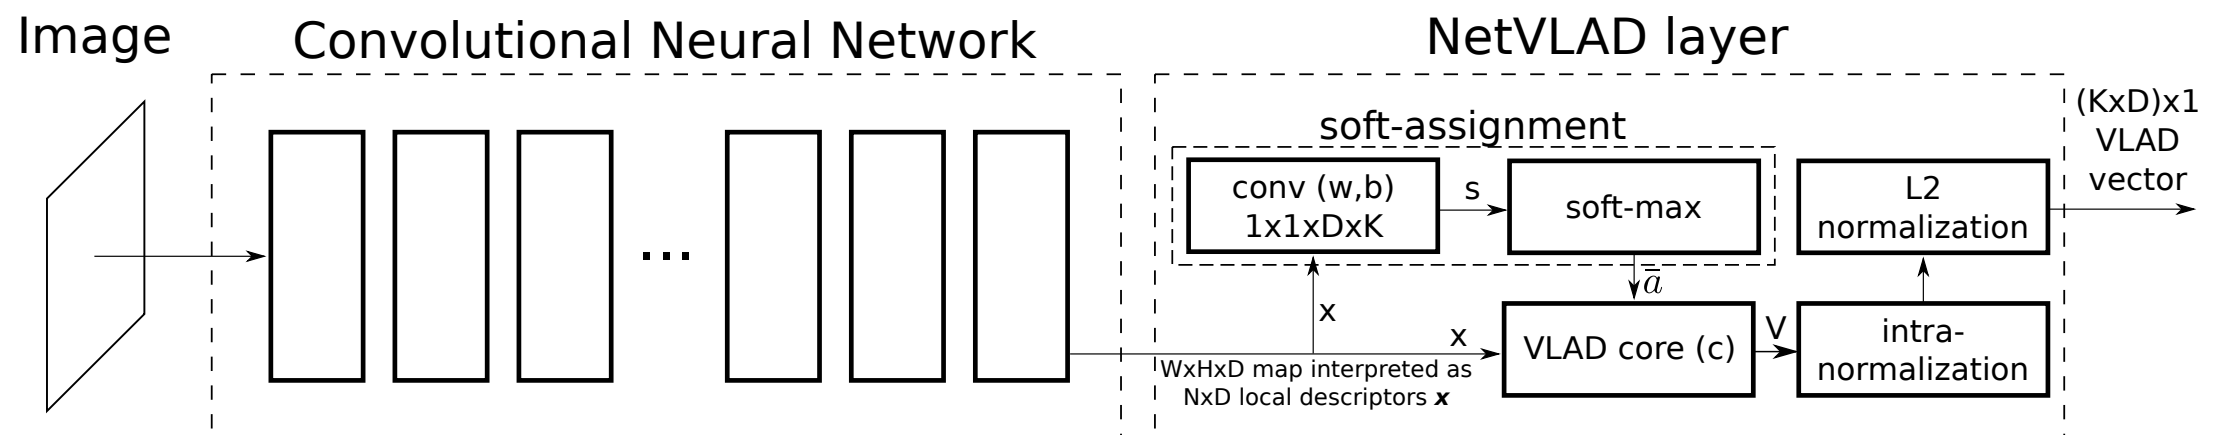 Image
Convolutional Neural Network
NetVLAD layer
(KxD)x1
VLAD
vector
soft-assignment
conv (w,b)
1x1xDxK
s
soft-max
L2
normalization
x
x
a̅
VLAD core (c)
V
intra-
normalization
WxHxD map interpreted as
NxD local descriptors x
...